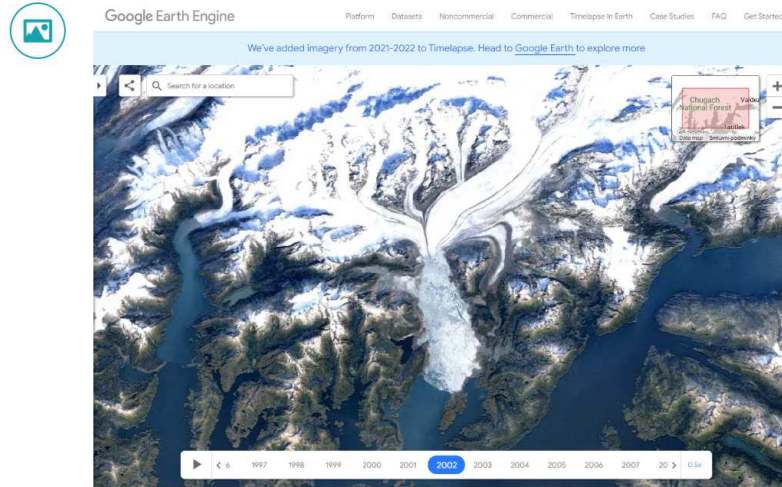 Google Earth Engine
Platform Datasets Noncommercial Commercial Timelapse In Earth Case Studies FAQ Get Started
We've added imagery from 2021-2022 to Timelapse. Head to Google Earth to explore more
Search for a location
Chugach
National Forest
Valdez
Tatitlek
Data map Smluvní podmínky
6 1997 1998 1999 2000 2001 2002 2003 2004 2005 2006 2007 20 0.5x